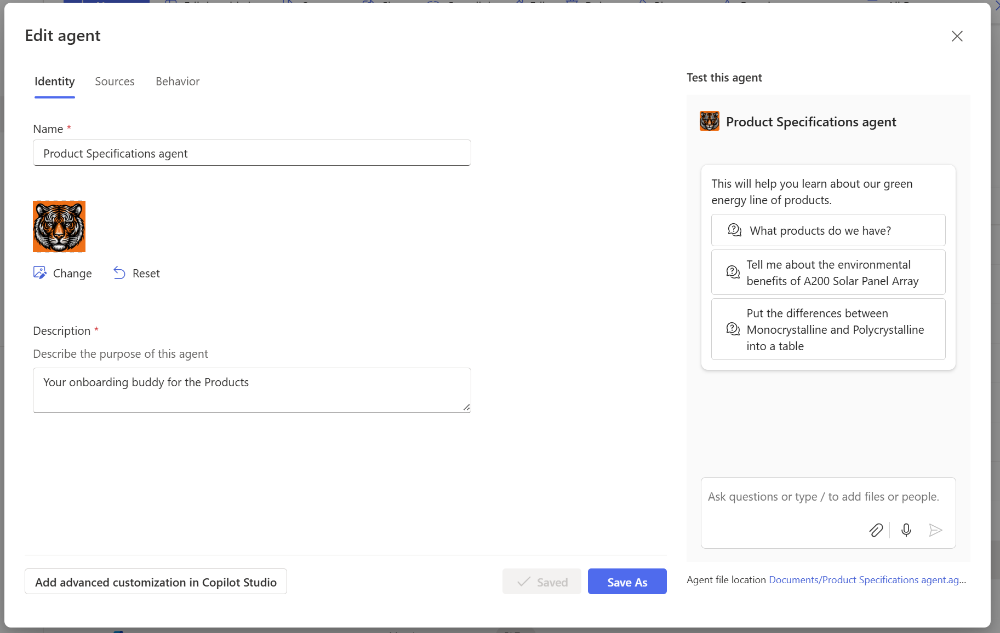 Edit agent
Identity
Sources
Behavior
Name *
Product Specifications agent
Change
Reset
Description *
Describe the purpose of this agent
Your onboarding buddy for the Products
Add advanced customization in Copilot Studio
Saved
Save As
Test this agent
Product Specifications agent
This will help you learn about our green
energy line of products.
What products do we have?
Tell me about the environmental
benefits of A200 Solar Panel Array
Put the differences between
Monocrystalline and Polycrystalline
into a table
Ask questions or type / to add files or people.
Agent file location Documents/Product Specifications agent.ag...